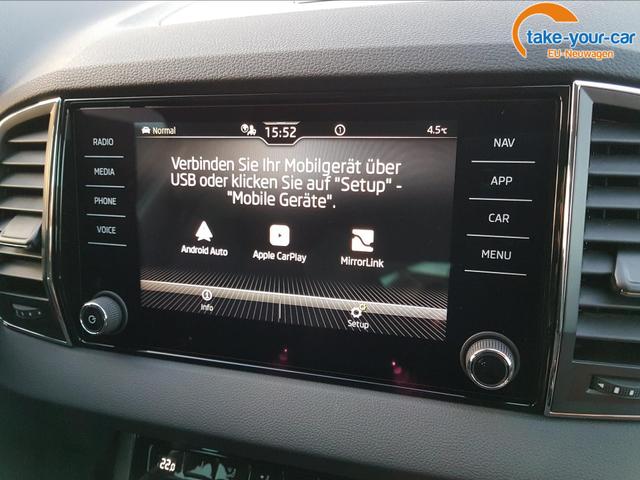 take-your-car
EU-Neuwagen
Normal
15:52
1
4.5°C
RADIO
MEDIA
PHONE
VOICE
Verbinden Sie Ihr Mobilgerät über
USB oder klicken Sie auf "Setup" -
"Mobile Geräte".
Android Auto
Apple CarPlay
MirrorLink
Info
Setup
NAV
APP
CAR
MENU
22.0